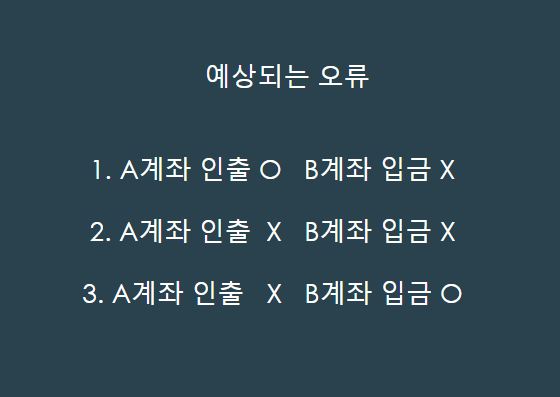 예상되는 오류
1. A계좌 인출 O B계좌 입금 X
2. A계좌 인출 X B계좌 입금 X
3. A계좌 인출 X B계좌 입금 O